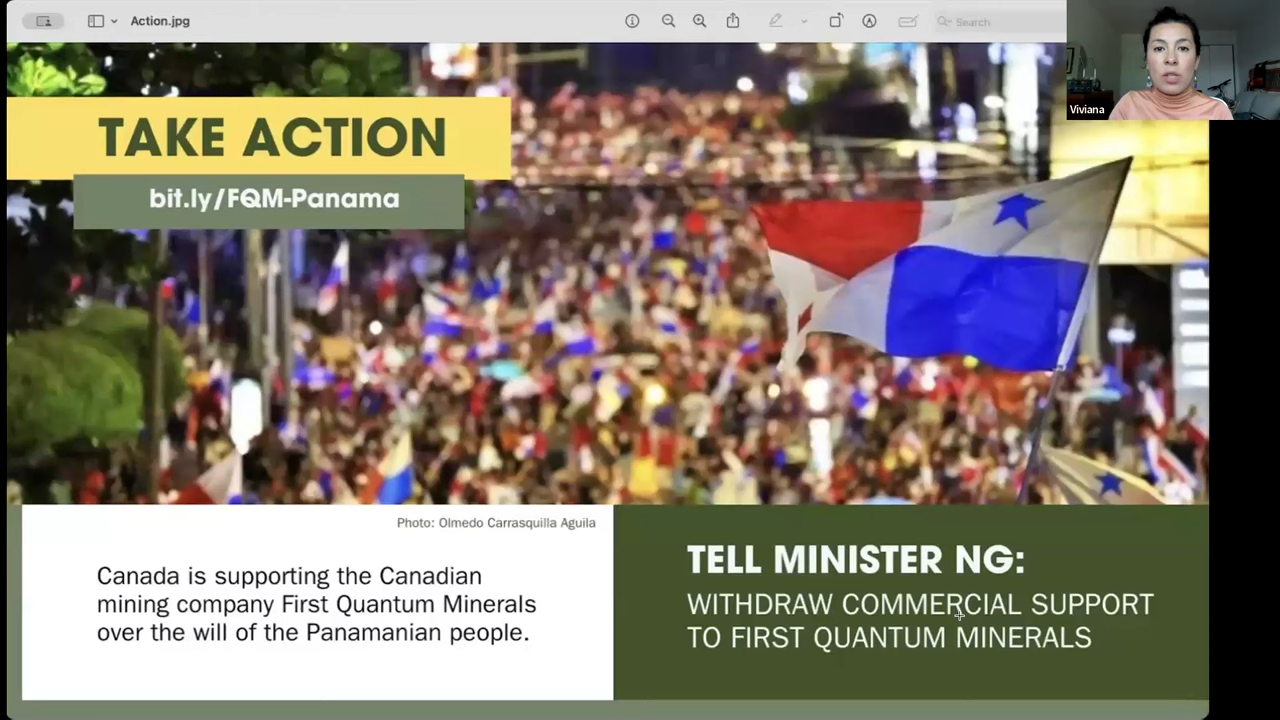 Action.jpg
Search
Viviana
TAKE ACTION
bit.ly/FQM-Panama
Photo: Olmedo Carrasquilla Aguila
Canada is supporting the Canadian
mining company First Quantum Minerals
over the will of the Panamanian people.
TELL MINISTER NG:
WITHDRAW COMMERCIAL SUPPORT
TO FIRST QUANTUM MINERALS